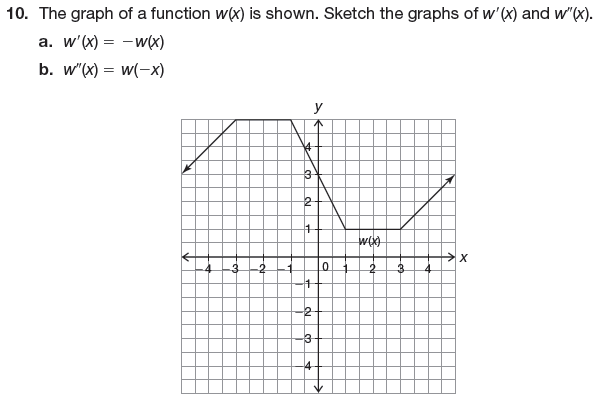 10. The graph of a function w(x) is shown. Sketch the graphs of w′(x) and w″(x).
a. w′(x) = −w(x)
b. w″(x) = w(−x)
y
4
3
2
1
w(x)
−4 −3 −2 −1 0 1 2 3 4 x
−1
−2
−3
−4